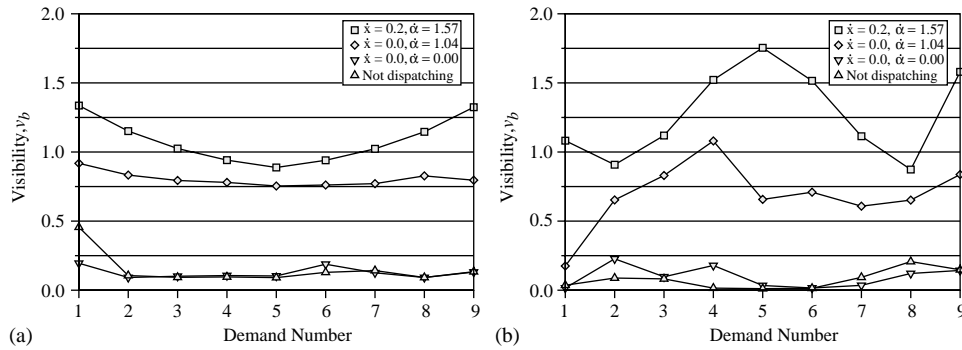 2.0
1.5
1.0
0.5
0.0
Visibility, v_b
ẋ = 0.2, α̇ = 1.57
ẋ = 0.0, α̇ = 1.04
ẋ = 0.0, α̇ = 0.00
Not dispatching
1 2 3 4 5 6 7 8 9
Demand Number
(a)
2.0
1.5
1.0
0.5
0.0
Visibility, v_b
ẋ = 0.2, α̇ = 1.57
ẋ = 0.0, α̇ = 1.04
ẋ = 0.0, α̇ = 0.00
Not dispatching
1 2 3 4 5 6 7 8 9
Demand Number
(b)